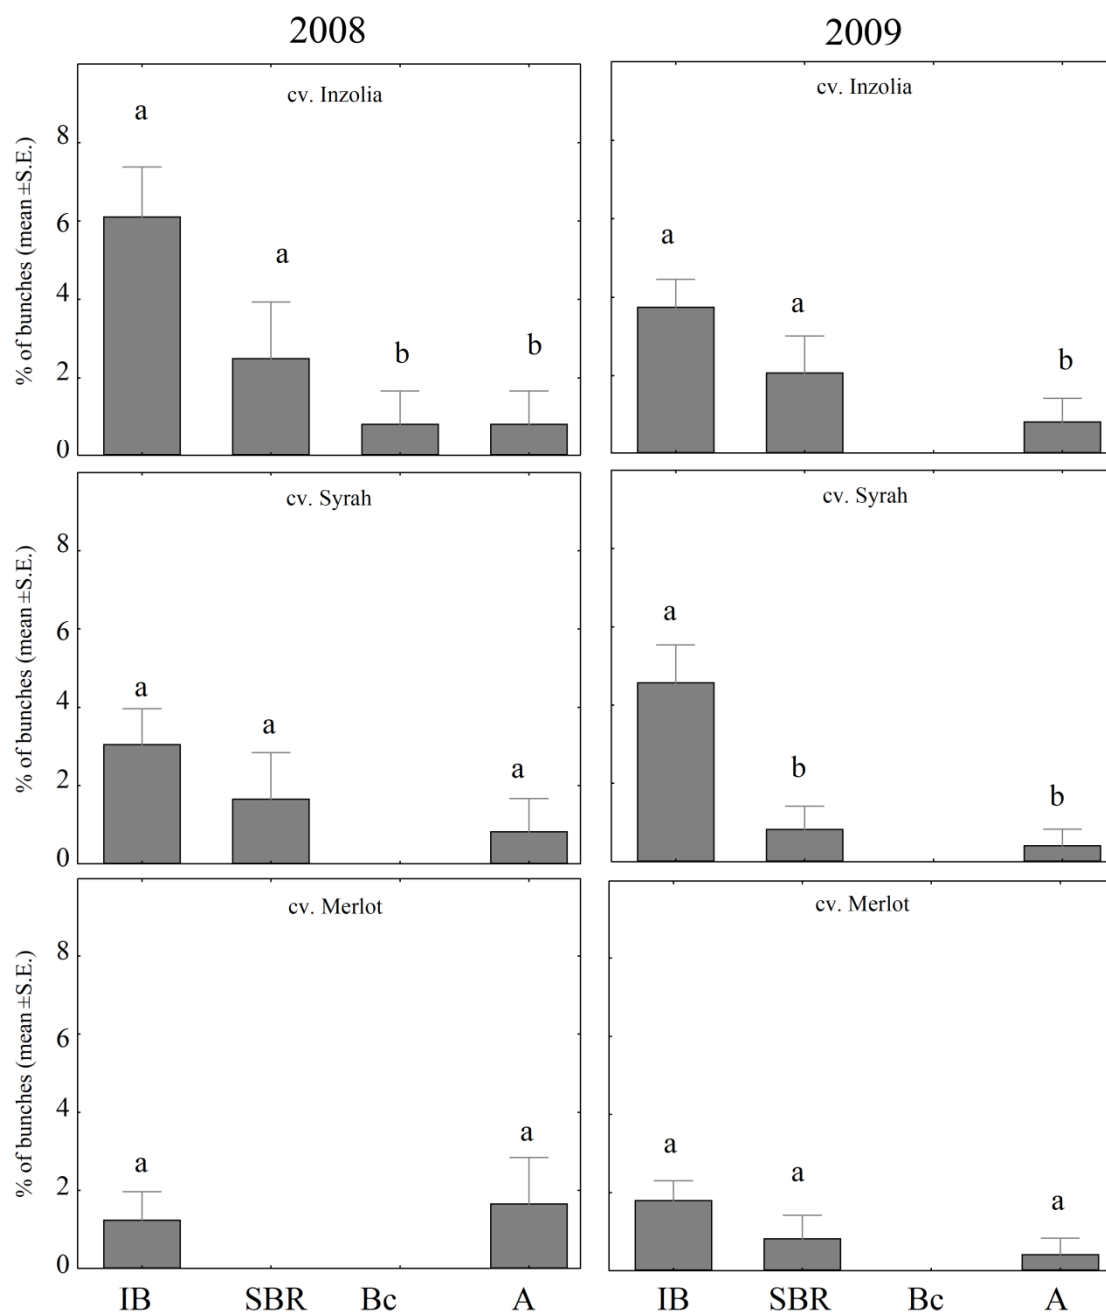 2008
2009
cv. Inzolia
cv. Inzolia
% of bunches (mean ±S.E.)
8
6
4
2
0
a
a
b
b
a
a
b
cv. Syrah
cv. Syrah
% of bunches (mean ±S.E.)
8
6
4
2
0
a
a
a
a
b
b
cv. Merlot
cv. Merlot
% of bunches (mean ±S.E.)
8
6
4
2
0
a
a
a
a
a
IB SBR Bc A
IB SBR Bc A